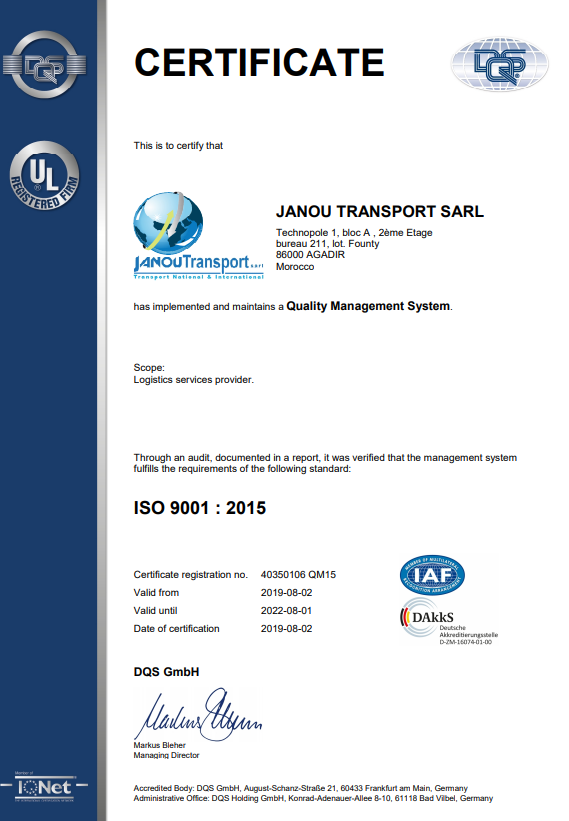 DQS
CERTIFICATE
DQS
This is to certify that
UL
®
REGISTERED FIRM
JANOU TRANSPORT SARL
Technopole 1, bloc A , 2ème Etage
bureau 211, lot. Founty
86000 AGADIR
Morocco
JANOUTransport sarl
Transport National & International
has implemented and maintains a Quality Management System.
Scope:
Logistics services provider.
Through an audit, documented in a report, it was verified that the management system
fulfills the requirements of the following standard:
ISO 9001 : 2015
Certificate registration no. 40350106 QM15
Valid from 2019-08-02
Valid until 2022-08-01
Date of certification 2019-08-02
MEMBER OF MULTILATERAL
IAF
RECOGNITION ARRANGEMENT
DAkkS
Deutsche
Akkreditierungsstelle
D-ZM-16074-01-00
DQS GmbH
Markus Bleher
Managing Director
Member of
IQNet
Accredited Body: DQS GmbH, August-Schanz-Straße 21, 60433 Frankfurt am Main, Germany
Administrative Office: DQS Holding GmbH, Konrad-Adenauer-Allee 8-10, 61118 Bad Vilbel, Germany